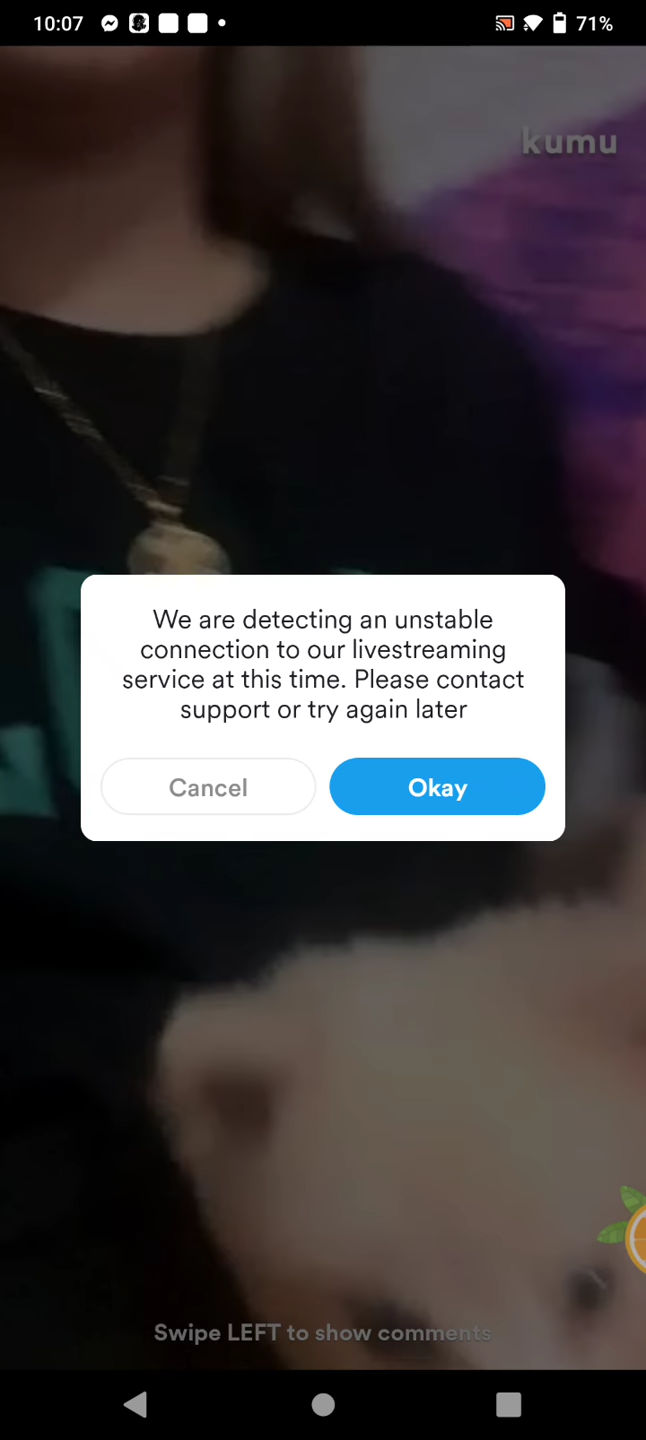 10:07
71%
kumu
We are detecting an unstable
connection to our livestreaming
service at this time. Please contact
support or try again later
Cancel
Okay
Swipe LEFT to show comments